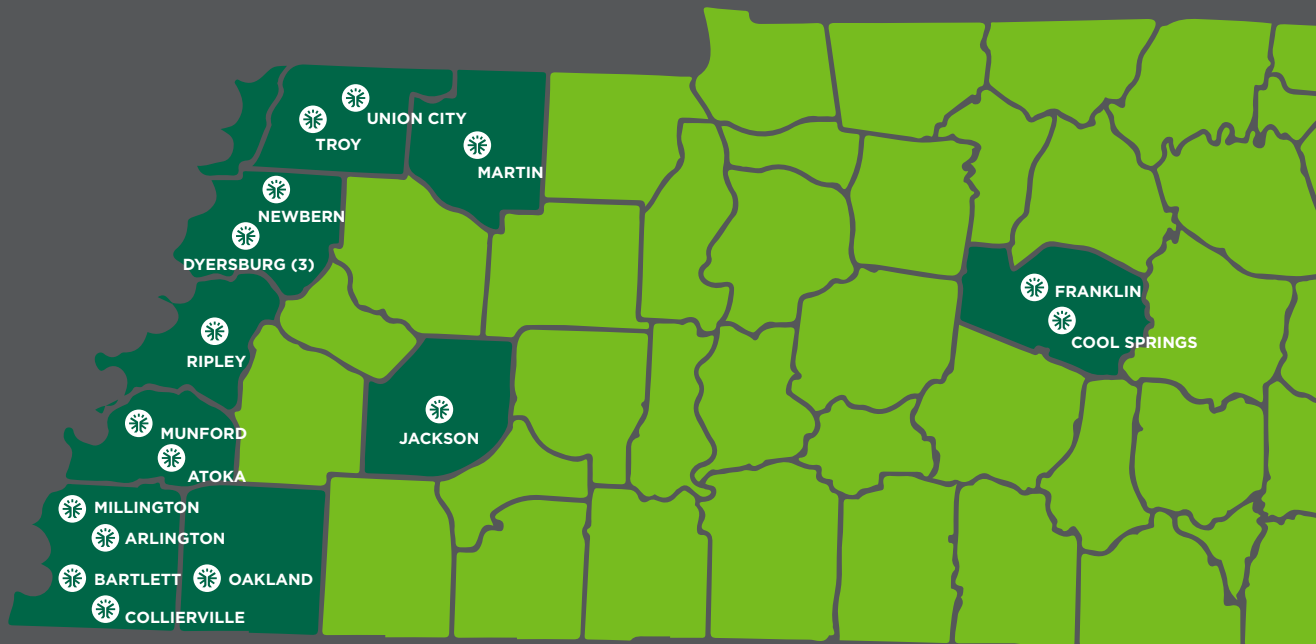 UNION CITY
TROY
MARTIN
NEWBERN
DYERSBURG (3)
FRANKLIN
COOL SPRINGS
RIPLEY
MUNFORD
JACKSON
ATOKA
MILLINGTON
ARLINGTON
BARTLETT
OAKLAND
COLLIERVILLE